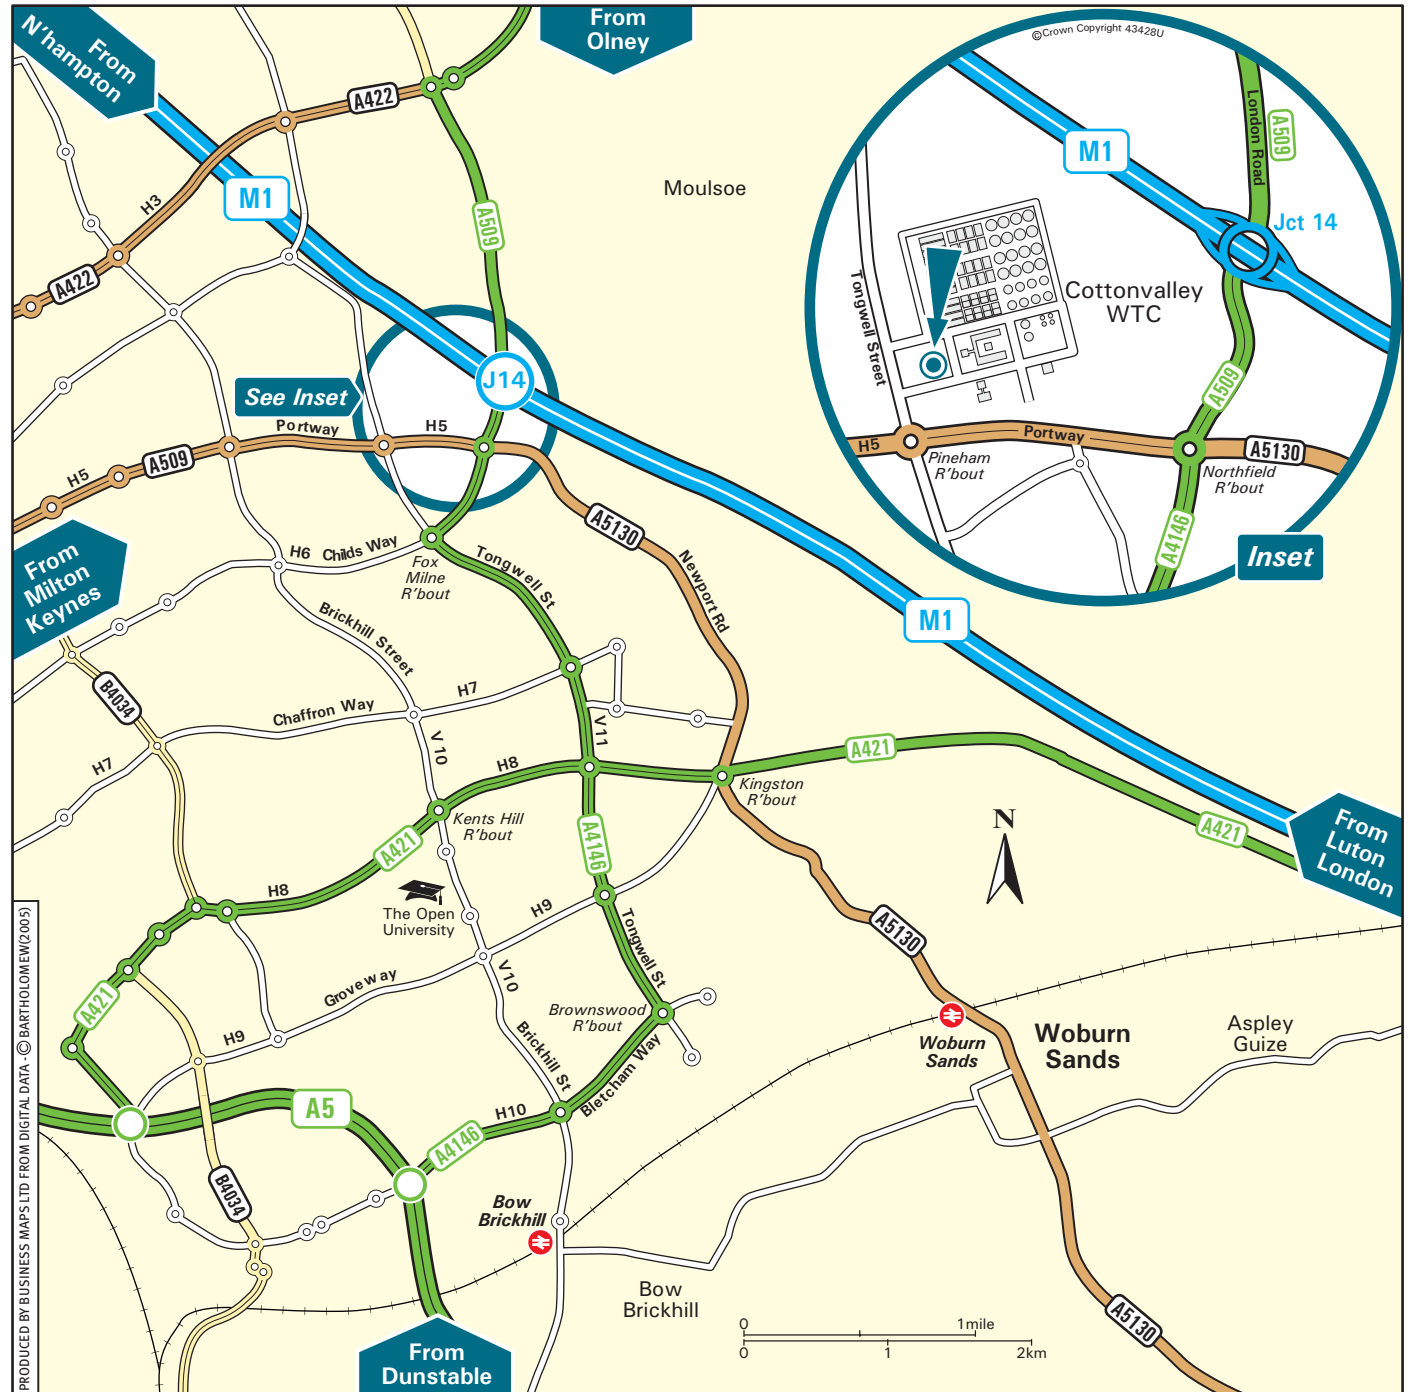 From
N'hampton
From
Olney
©Crown Copyright 43428U
A422
M1
H3
A422
A509
Moulsoe
M1
London Road
A509
Jct 14
Cottonvalley
WTC
Tongwell Street
A509
H5
Portway
A5130
Pineham
R'bout
Northfield
R'bout
A4146
Inset
J14
See Inset
Portway
H5
A509
H5
A5130
From
Milton
Keynes
H6 Childs Way
Fox
Milne
R'bout
Tongwell St
Newport Rd
Brickhill Street
M1
B4034
Chaffron Way
H7
V11
V10
H7
H8
A421
Kingston
R'bout
Kents Hill
R'bout
A421
A4146
N
A421
From
Luton
London
H8
The Open
University
H9
Tongwell St
A5130
A421
Groveway
V10
Brownswood
R'bout
H9
Brickhill St
Bletcham Way
Woburn
Sands
Woburn
Sands
Aspley
Guize
A5
H10
A4146
B4034
Bow
Brickhill
Bow
Brickhill
A5130
0
1mile
0
1
2km
From
Dunstable
PRODUCED BY BUSINESS MAPS LTD FROM DIGITAL DATA - © BARTHOLOMEW(2005)